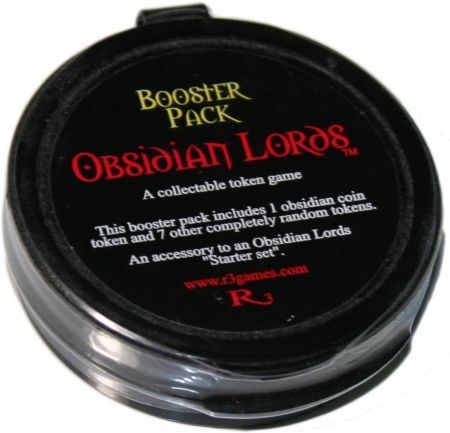 Booster
Pack
Obsidian Lords™
A collectable token game
This booster pack includes 1 obsidian coin
token and 7 other completely random tokens.
An accessory to an Obsidian Lords
"Starter set".
www.r3games.com
R3